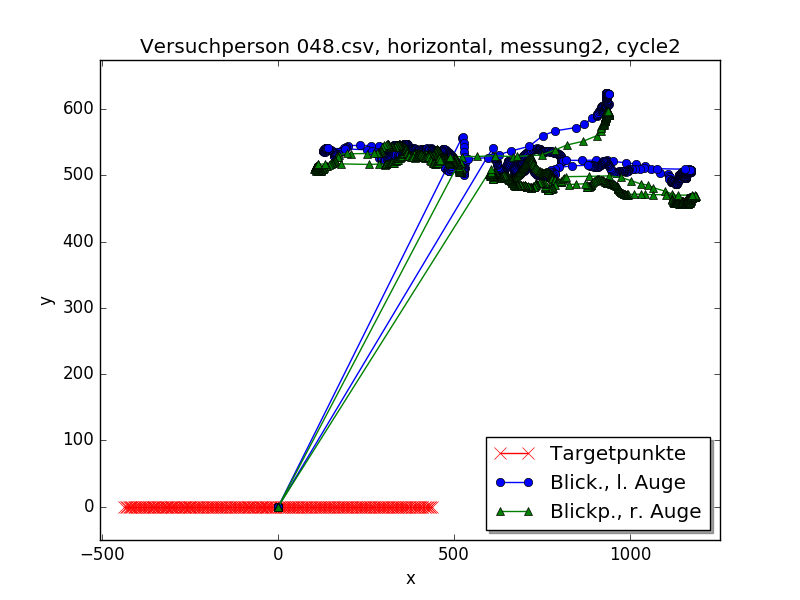 Versuchperson 048.csv, horizontal, messung2, cycle2
600
500
400
300
200
100
0
y
−500
0
500
1000
x
Targetpunkte
Blick., l. Auge
Blickp., r. Auge